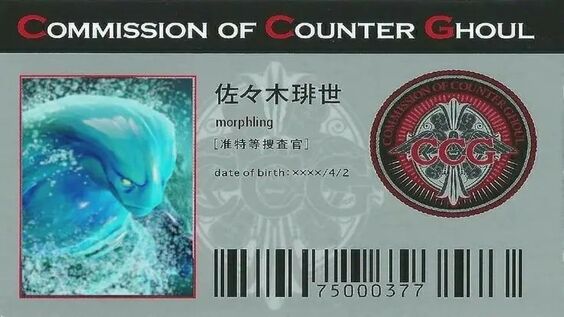 COMMISSION OF COUNTER GHOUL
佐々木琲世
morphling
[准特等捜査官]
date of birth: ××××/4/2
COMMISSION OF COUNTER GHOUL
CCG
CCG
75000377